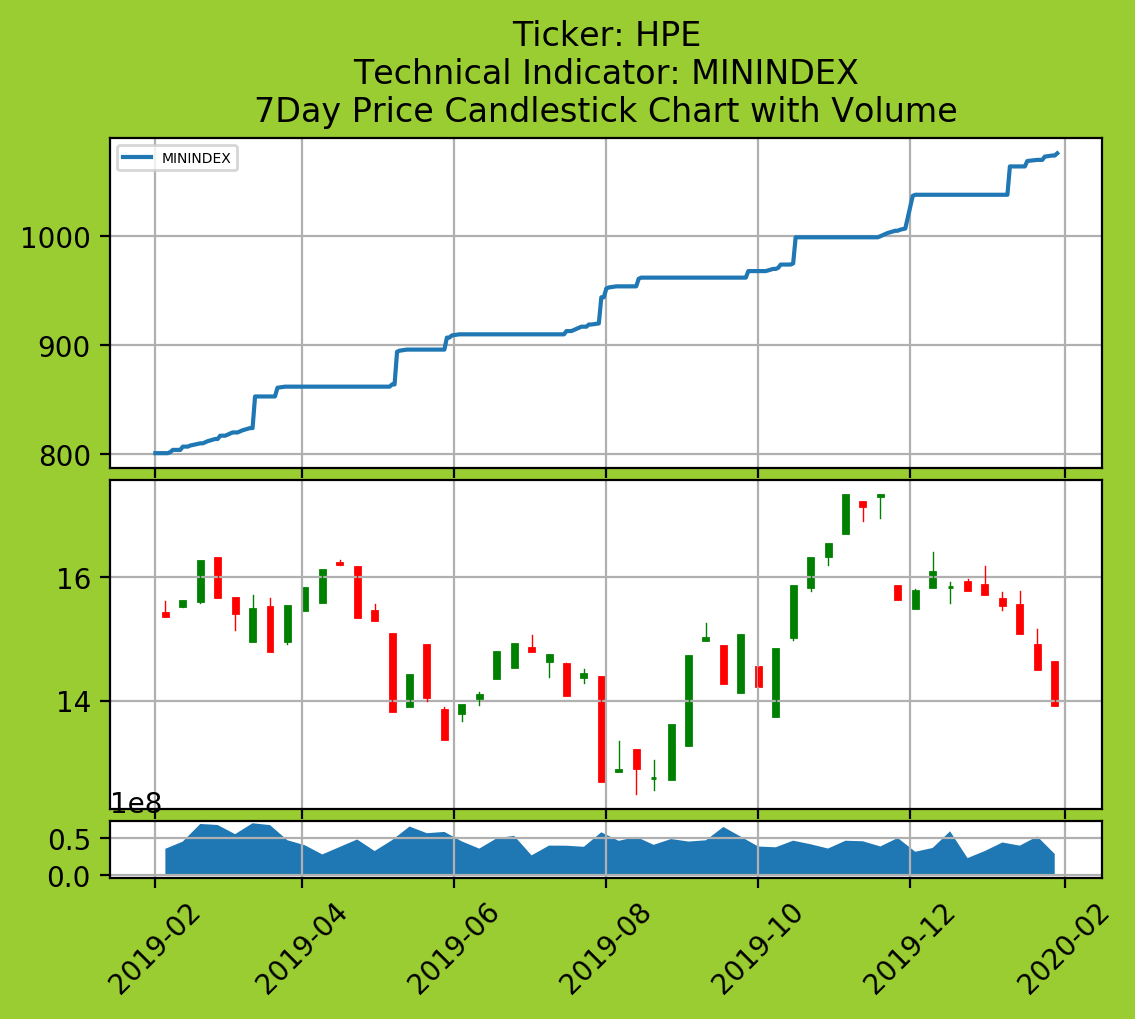 Ticker: HPE
Technical Indicator: MININDEX
7Day Price Candlestick Chart with Volume
MININDEX
1000
900
800
16
14
1e8
0.5
0.0
2019-02
2019-04
2019-06
2019-08
2019-10
2019-12
2020-02